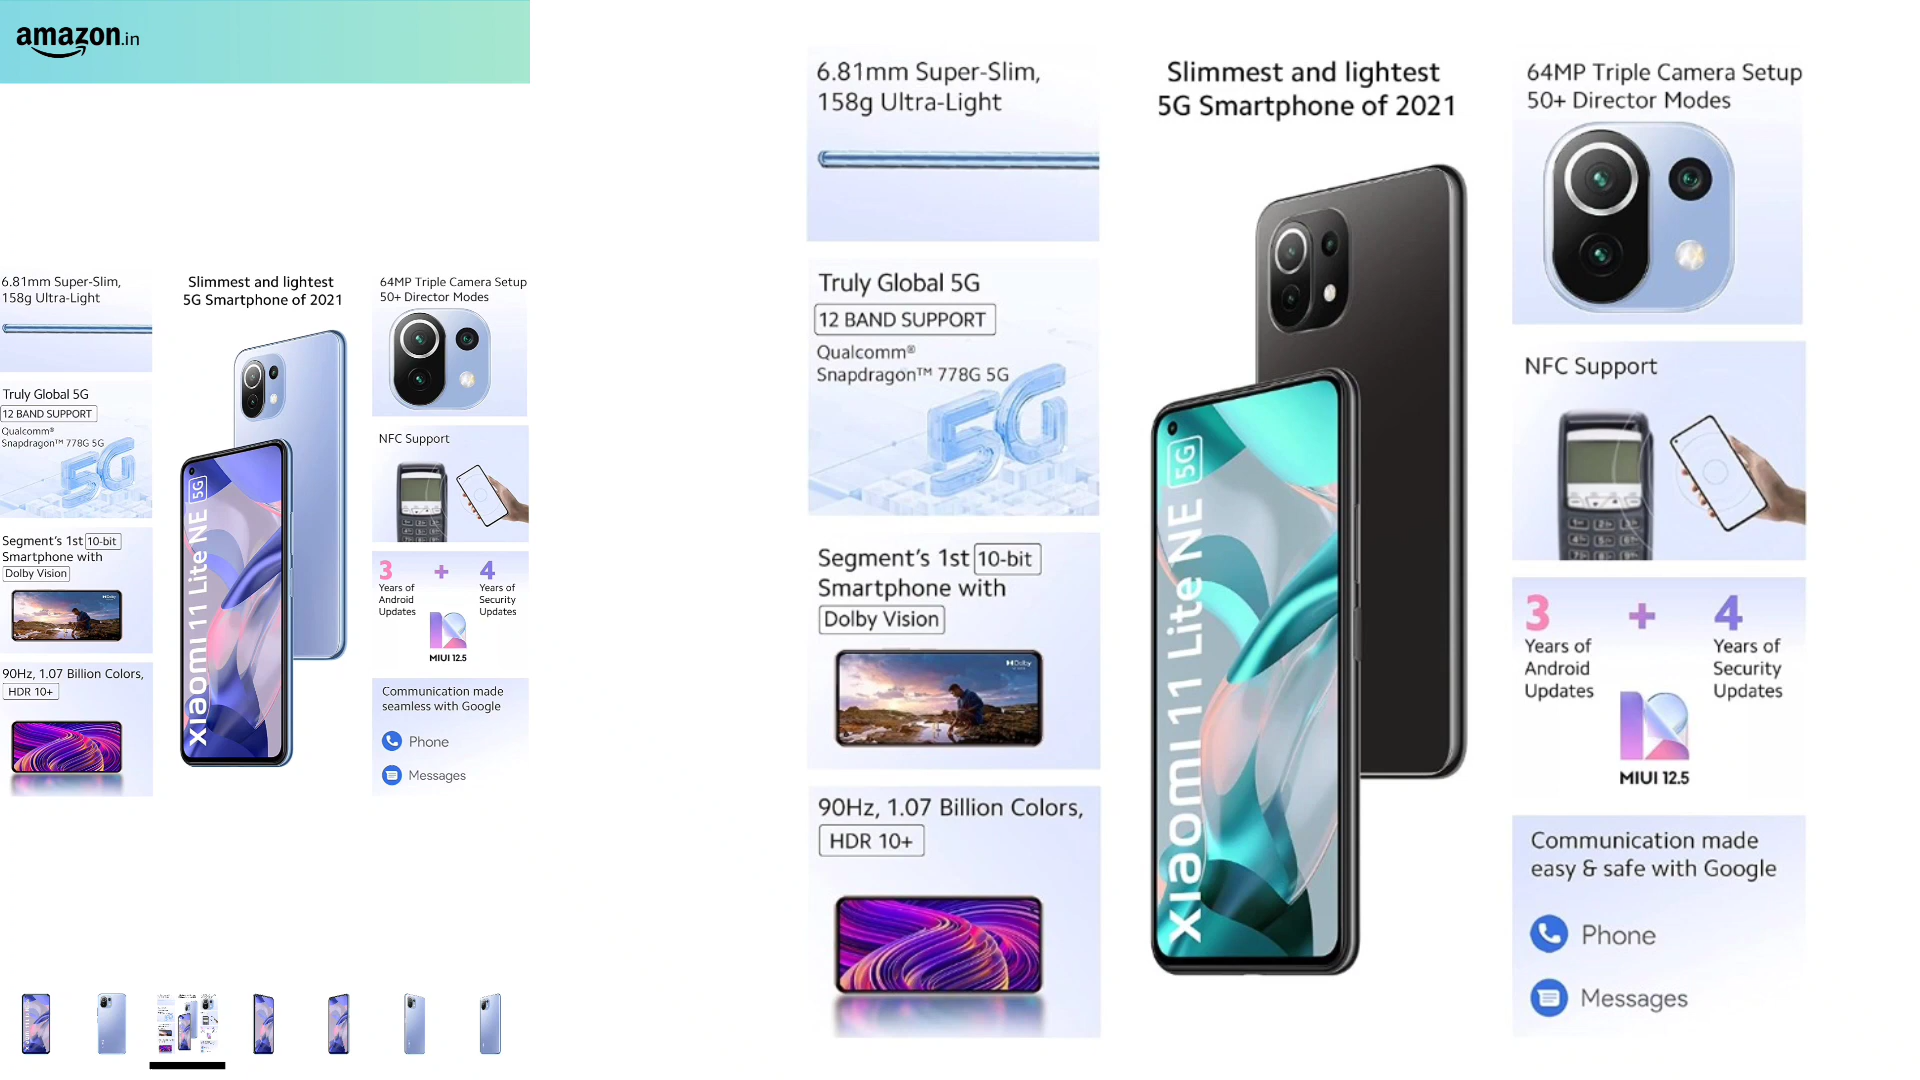 amazon.in
6.81mm Super-Slim,
158g Ultra-Light
Truly Global 5G
12 BAND SUPPORT
Qualcomm®
Snapdragon™ 778G 5G
5G
Segment's 1st 10-bit
Smartphone with
Dolby Vision
90Hz, 1.07 Billion Colors,
HDR 10+
Slimmest and lightest
5G Smartphone of 2021
Xiaomi 11 Lite NE 5G
64MP Triple Camera Setup
50+ Director Modes
NFC Support
3 + 4
Years of Android Updates
Years of Security Updates
MIUI 12.5
Communication made
seamless with Google
Phone
Messages
6.81mm Super-Slim,
158g Ultra-Light
Truly Global 5G
12 BAND SUPPORT
Qualcomm®
Snapdragon™ 778G 5G
5G
Segment's 1st 10-bit
Smartphone with
Dolby Vision
Dolby
90Hz, 1.07 Billion Colors,
HDR 10+
Slimmest and lightest
5G Smartphone of 2021
Xiaomi 11 Lite NE 5G
64MP Triple Camera Setup
50+ Director Modes
NFC Support
3 + 4
Years of Android Updates
Years of Security Updates
MIUI 12.5
Communication made
easy & safe with Google
Phone
Messages